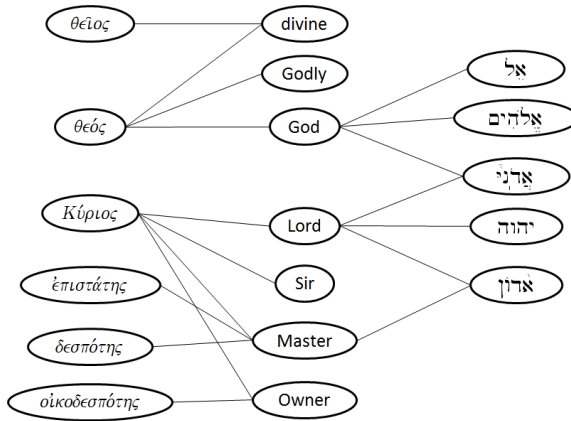 θεῖος
divine
Godly
אֵל
θεός
God
אֱלֹהִים
אֲדֹנָי
Κύριος
Lord
יהוה
ἐπιστάτης
Sir
אָדוֹן
δεσπότης
Master
οἰκοδεσπότης
Owner